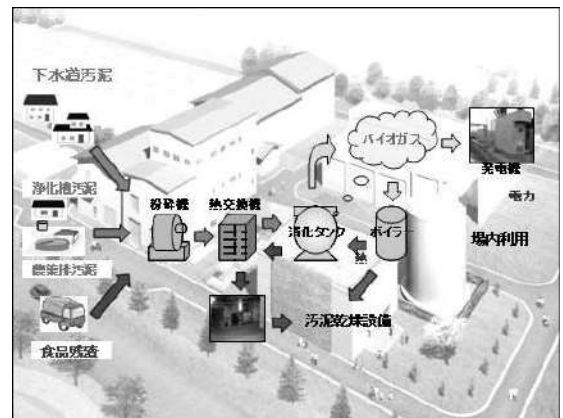 下水道汚泥
バイオガス
発電機
浄化槽汚泥
粉砕機
熱交換機
電力
消化タンク
ボイラー
場内利用
熱
農集排汚泥
汚泥乾燥設備
食品残渣